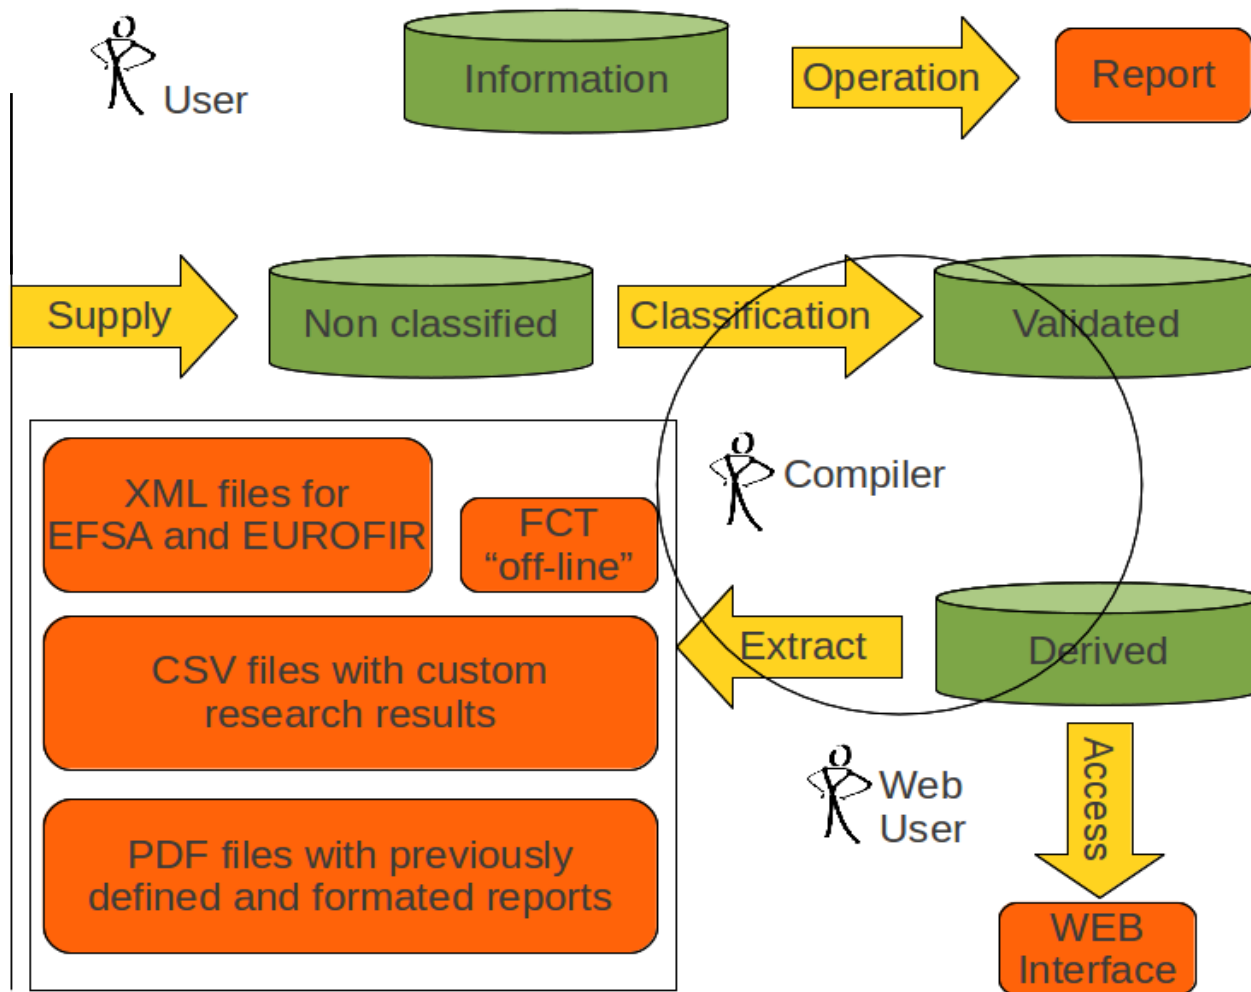 User
Information
Operation
Report
Supply
Non classified
Classification
Validated
XML files for
EFSA and EUROFIR
FCT
“off-line”
Compiler
CSV files with custom
research results
Extract
Derived
PDF files with previously
defined and formated reports
Web
User
Access
WEB
Interface